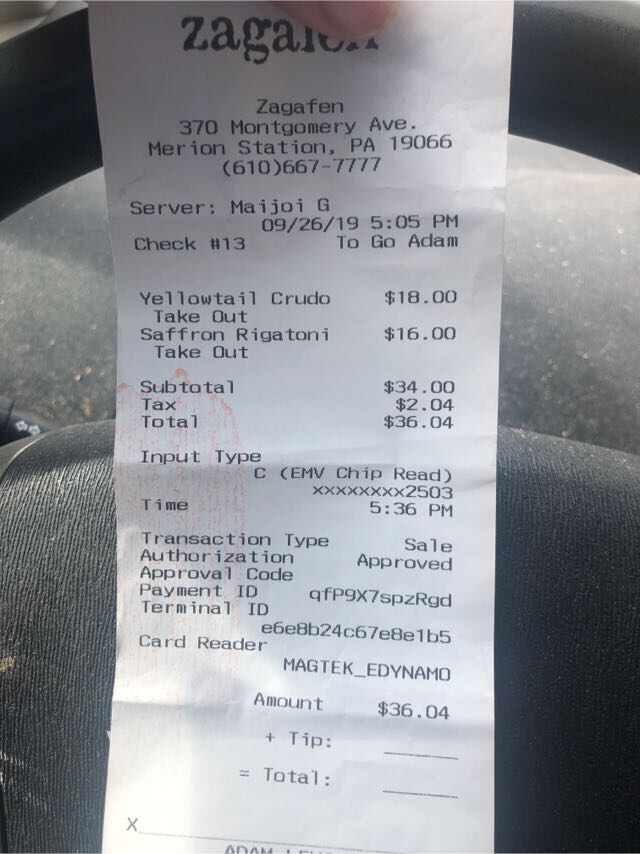 zagafen
Zagafen
370 Montgomery Ave.
Merion Station, PA 19066
(610)667-7777
Server: Maijoi G
09/26/19 5:05 PM
Check #13 To Go Adam
Yellowtail Crudo $18.00
Take Out
Saffron Rigatoni $16.00
Take Out
Subtotal $34.00
Tax $2.04
Total $36.04
Input Type
C (EMV Chip Read)
xxxxxxxx2503
Time 5:36 PM
Transaction Type Sale
Authorization Approved
Approval Code
Payment ID qfP9X7spzRgd
Terminal ID
e6e8b24c67e8e1b5
Card Reader
MAGTEK_EDYNAMO
Amount $36.04
+ Tip:
= Total:
X
ADAM